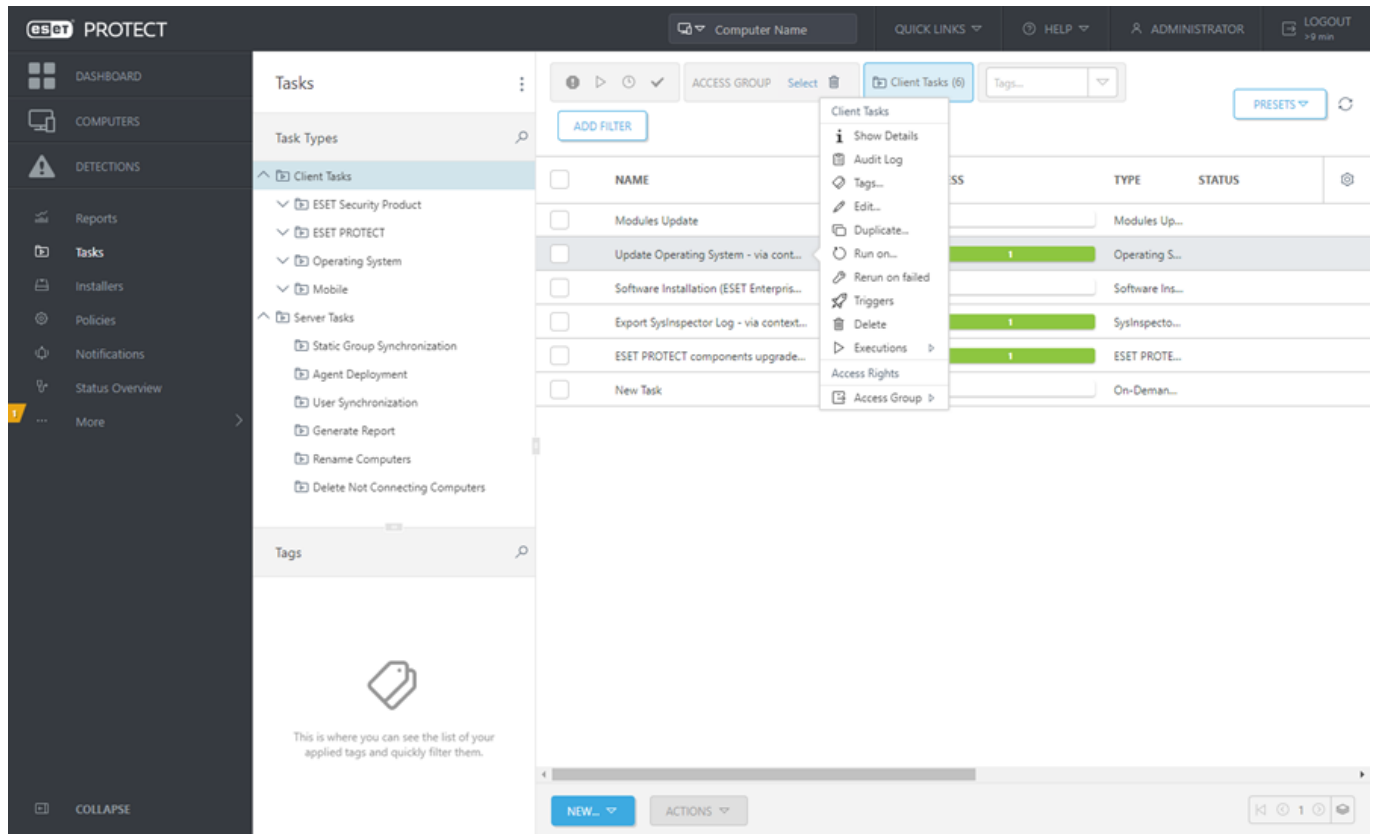 eset PROTECT
Computer Name
QUICK LINKS
HELP
ADMINISTRATOR
LOGOUT
>9 min
DASHBOARD
COMPUTERS
DETECTIONS
Reports
Tasks
Installers
Policies
Notifications
Status Overview
1
More
COLLAPSE
Tasks
Task Types
Client Tasks
ESET Security Product
ESET PROTECT
Operating System
Mobile
Server Tasks
Static Group Synchronization
Agent Deployment
User Synchronization
Generate Report
Rename Computers
Delete Not Connecting Computers
Tags
This is where you can see the list of your
applied tags and quickly filter them.
ACCESS GROUP Select
Client Tasks (6)
Tags...
ADD FILTER
PRESETS
NAME
ESS
TYPE
STATUS
Modules Update
Modules Up...
Update Operating System - via cont...
1
Operating S...
Software Installation (ESET Enterpris...
Software Ins...
Export SysInspector Log - via context...
1
SysInspecto...
ESET PROTECT components upgrade...
1
ESET PROTE...
New Task
On-Deman...
Client Tasks
Show Details
Audit Log
Tags...
Edit...
Duplicate...
Run on...
Rerun on failed
Triggers
Delete
Executions
Access Rights
Access Group
NEW...
ACTIONS
1